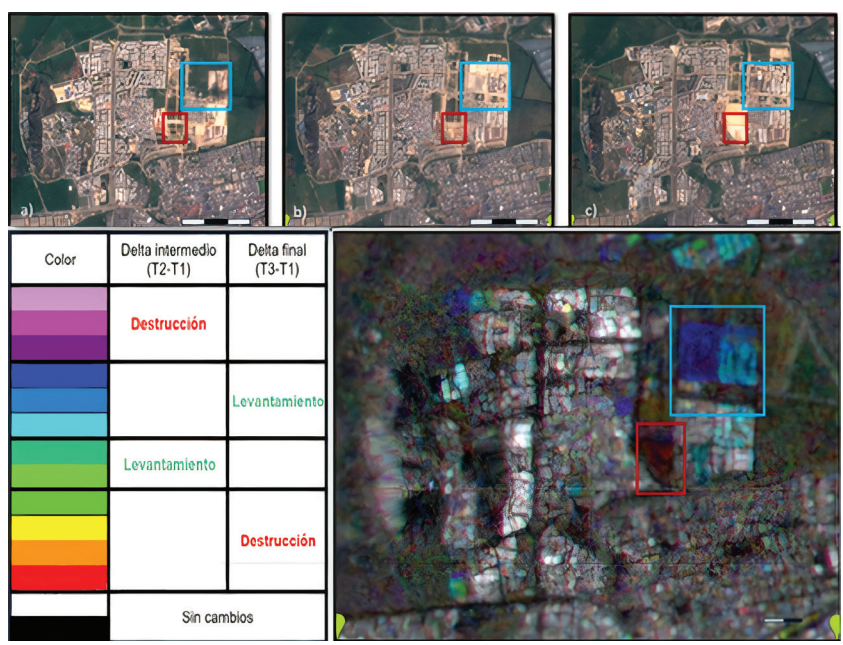 a)
b)
c)
Color
Delta intermedio
(T2-T1)
Delta final
(T3-T1)
Destrucción
Levantamiento
Levantamiento
Destrucción
Sin cambios